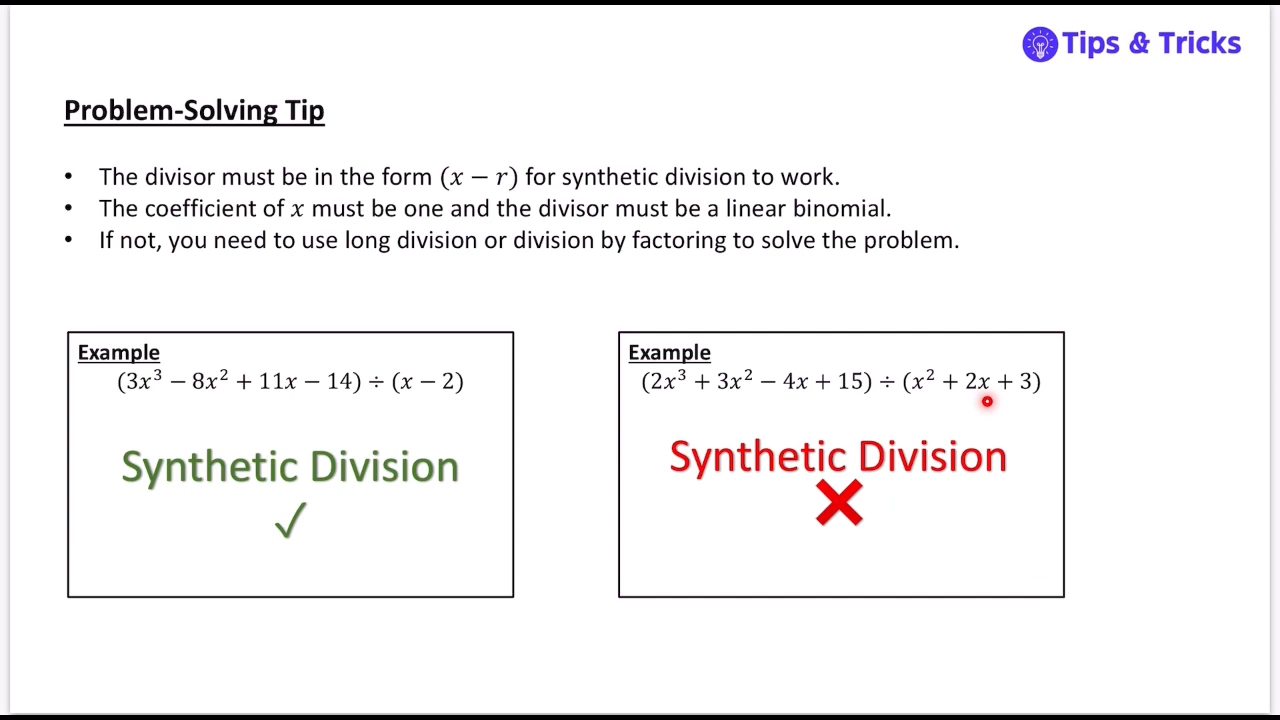 Tips & Tricks
Problem-Solving Tip
• The divisor must be in the form (x − r) for synthetic division to work.
• The coefficient of x must be one and the divisor must be a linear binomial.
• If not, you need to use long division or division by factoring to solve the problem.
Example
(3x³ − 8x² + 11x − 14) ÷ (x − 2)
Synthetic Division
✓
Example
(2x³ + 3x² − 4x + 15) ÷ (x² + 2x + 3)
Synthetic Division